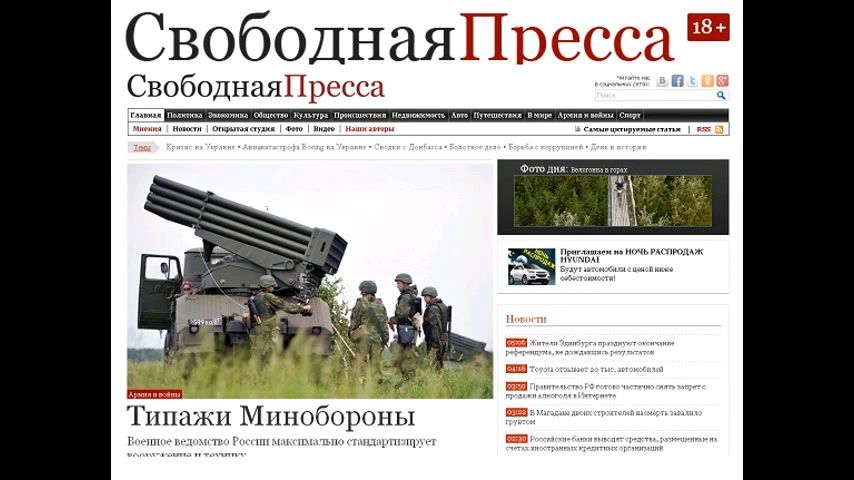 СвободнаяПресса
18+
СвободнаяПресса
Читайте нас
в социальных сетях:
Поиск
Главная Политика Экономика Общество Культура Происшествия Недвижимость Авто Путешествия В мире Армия и войны Спорт
Мнения Новости Открытая студия Фото Видео Наши авторы Самые цитируемые статьи RSS
Темы Кризис на Украине • Авиакатастрофа Boeing на Украине • Сводки с Донбасса • Болотное дело • Борьба с коррупцией • День в истории
Фото дня: Велогонка в горах
НОЧЬ
РАСПРОДАЖ
Приглашаем на НОЧЬ РАСПРОДАЖ
HYUNDAI
Будут автомобили с ценой ниже
себестоимости!
Новости
05:06 Жители Эдинбурга празднуют окончание
референдума, не дождавшись результатов
04:16 Toyota отзывает 20 тыс. автомобилей
03:50 Правительство РФ готово частично снять запрет с
продажи алкоголя в Интернете
03:02 В Магадане двоих строителей насмерть завалило
грунтом
02:30 Российские банки выводят средства, размещенные на
счетах иностранных кредитных организаций
Армия и войны
Типажи Минобороны
Военное ведомство России максимально стандартизирует
вооружение и технику